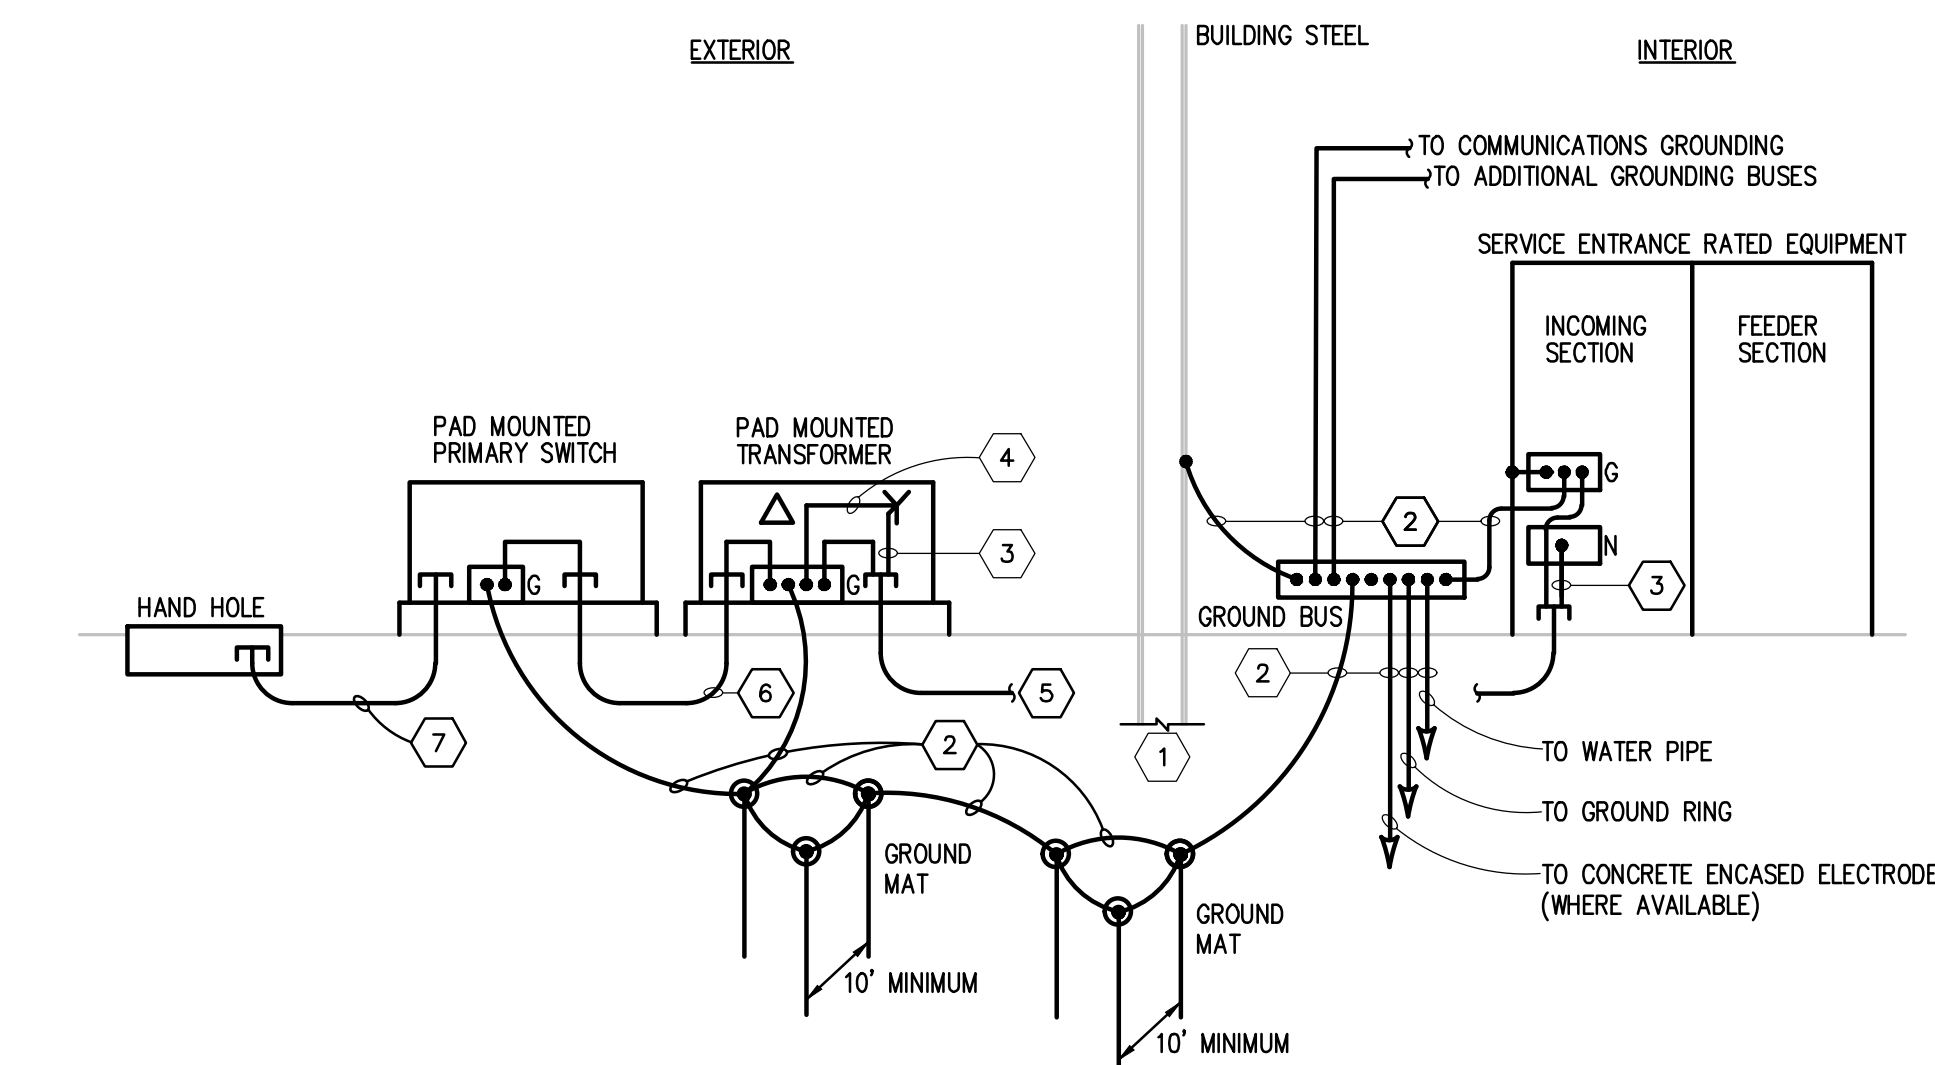 EXTERIOR
BUILDING STEEL
INTERIOR
TO COMMUNICATIONS GROUNDING
TO ADDITIONAL GROUNDING BUSES
SERVICE ENTRANCE RATED EQUIPMENT
INCOMING
SECTION
FEEDER
SECTION
PAD MOUNTED
PRIMARY SWITCH
PAD MOUNTED
TRANSFORMER
4
G
2
3
N
G
G
3
HAND HOLE
GROUND BUS
2
6
5
7
2
1
TO WATER PIPE
TO GROUND RING
GROUND
MAT
TO CONCRETE ENCASED ELECTRODE
(WHERE AVAILABLE)
GROUND
MAT
10' MINIMUM
10' MINIMUM